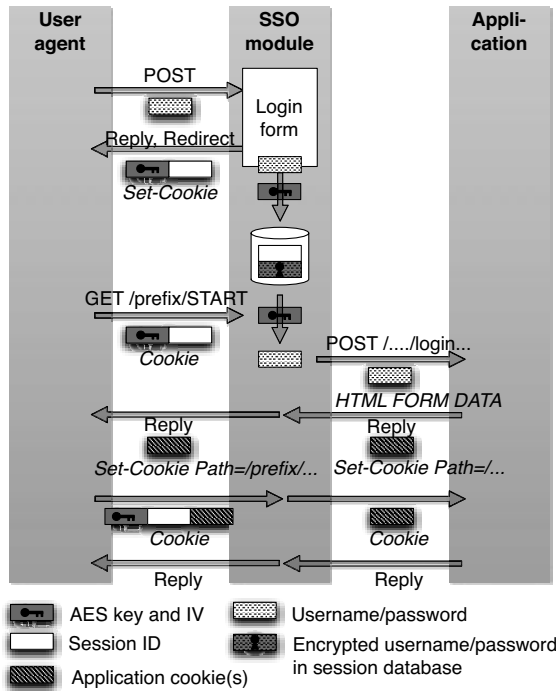 User agent
SSO module
Appli-
cation
POST
Login form
Reply, Redirect
Set-Cookie
GET /prefix/START
Cookie
POST /..../login...
HTML FORM DATA
Reply
Reply
Set-Cookie Path=/prefix/...
Set-Cookie Path=/...
Cookie
Cookie
Reply
Reply
AES key and IV
Username/password
Session ID
Encrypted username/password
in session database
Application cookie(s)